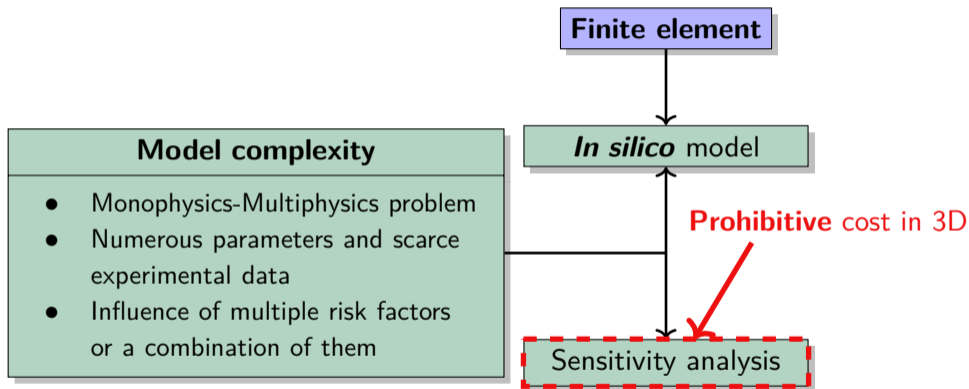 Finite element
In silico model
Model complexity
● Monophysics-Multiphysics problem
● Numerous parameters and scarce
experimental data
● Influence of multiple risk factors
or a combination of them
Prohibitive cost in 3D
Sensitivity analysis